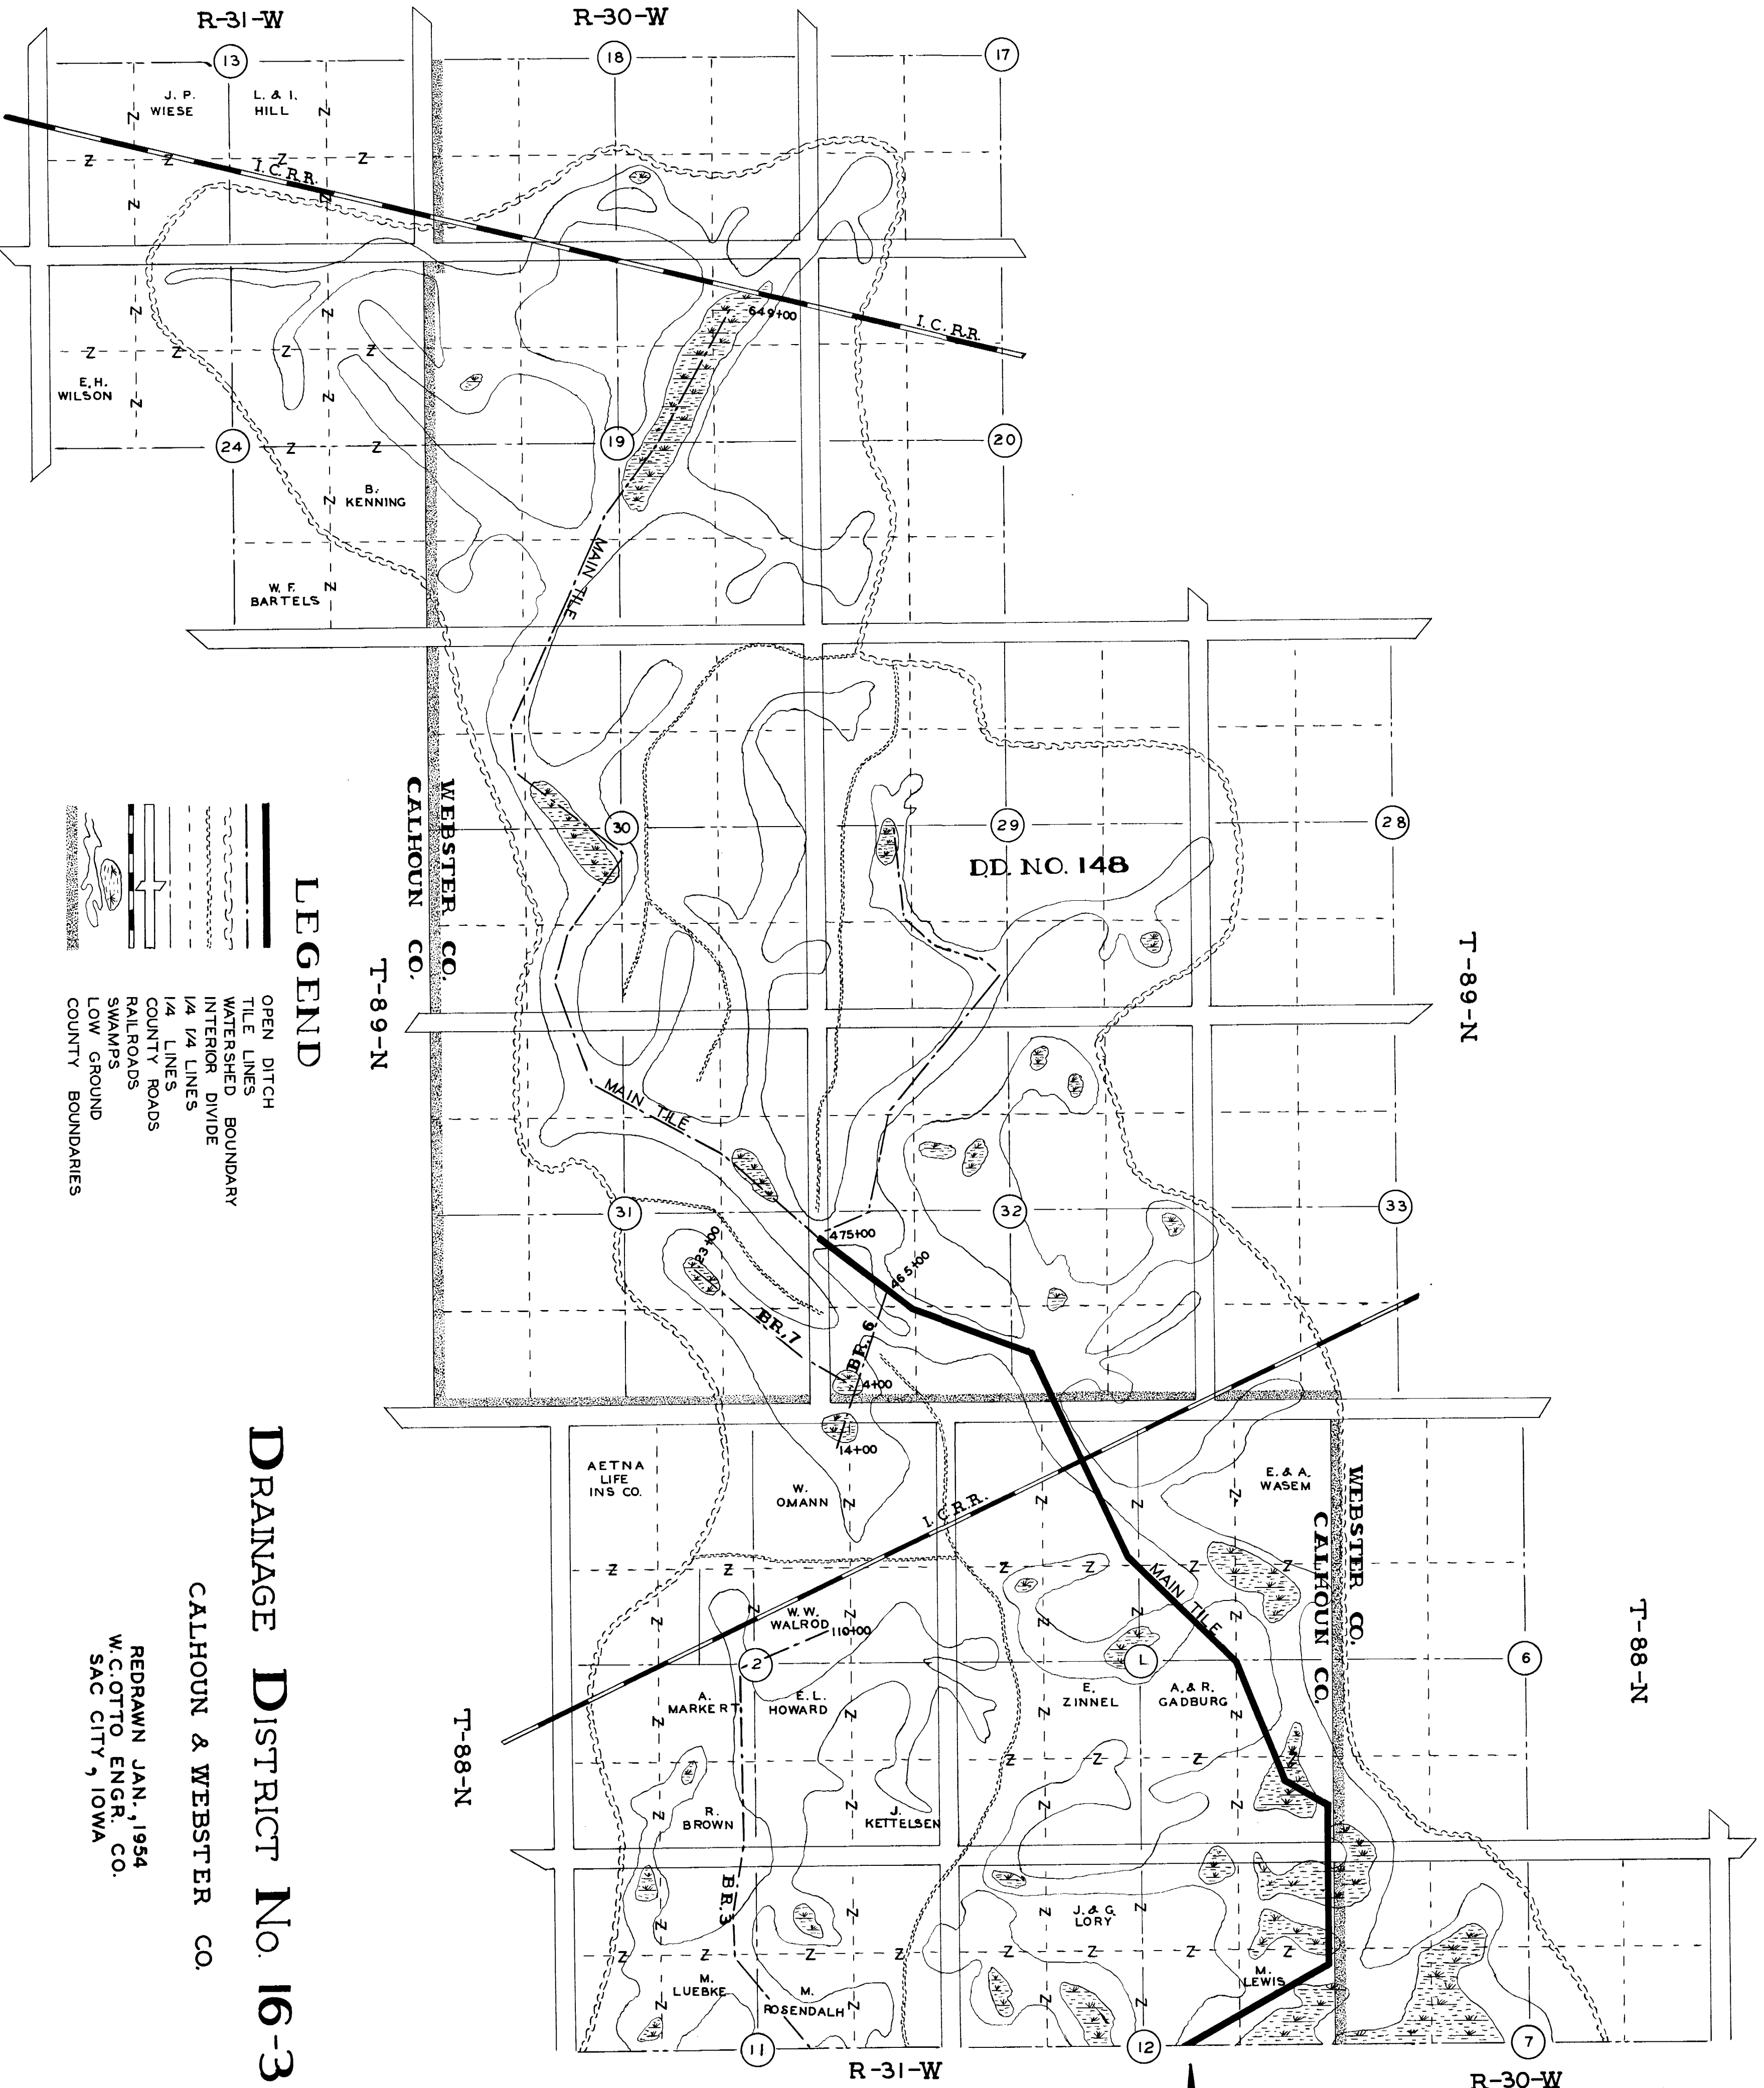 R-31-W
R-30-W
13
18
17
J. P.
WIESE
L. & I.
HILL
I.C.R.R.
649+00
I. C. R.R.
E. H.
WILSON
24
19
20
B.
KENNING
W. F.
BARTELS
MAIN TILE
WEBSTER CO.
CALHOUN CO.
30
29
28
D.D. NO. 148
T-89-N
T-89-N
LEGEND
OPEN DITCH
TILE LINES
WATERSHED BOUNDARY
INTERIOR DIVIDE
1/4 1/4 LINES
1/4 LINES
COUNTY ROADS
RAILROADS
SWAMPS
LOW GROUND
COUNTY BOUNDARIES
MAIN TILE
31
32
33
23+00
475+00
465+00
BR. 7
BR. 6
4+00
14+00
AETNA
LIFE
INS CO.
W.
OMANN
I. C. R.R.
E. & A.
WASEM
WEBSTER CO.
CALHOUN CO.
MAIN TILE
W. W.
WALROD
110+00
2
L
6
A.
MARKERT
E. L.
HOWARD
E.
ZINNEL
A. & R.
GADBURG
T-88-N
T-88-N
R.
BROWN
J.
KETTELSEN
BR. 3
J. & G.
LORY
M.
LUEBKE
M.
ROSENDALH
M.
LEWIS
11
12
7
R-31-W
R-30-W
DRAINAGE DISTRICT No. 16-3
CALHOUN & WEBSTER CO.
REDRAWN JAN., 1954
W.C. OTTO ENGR. CO.
SAC CITY, IOWA